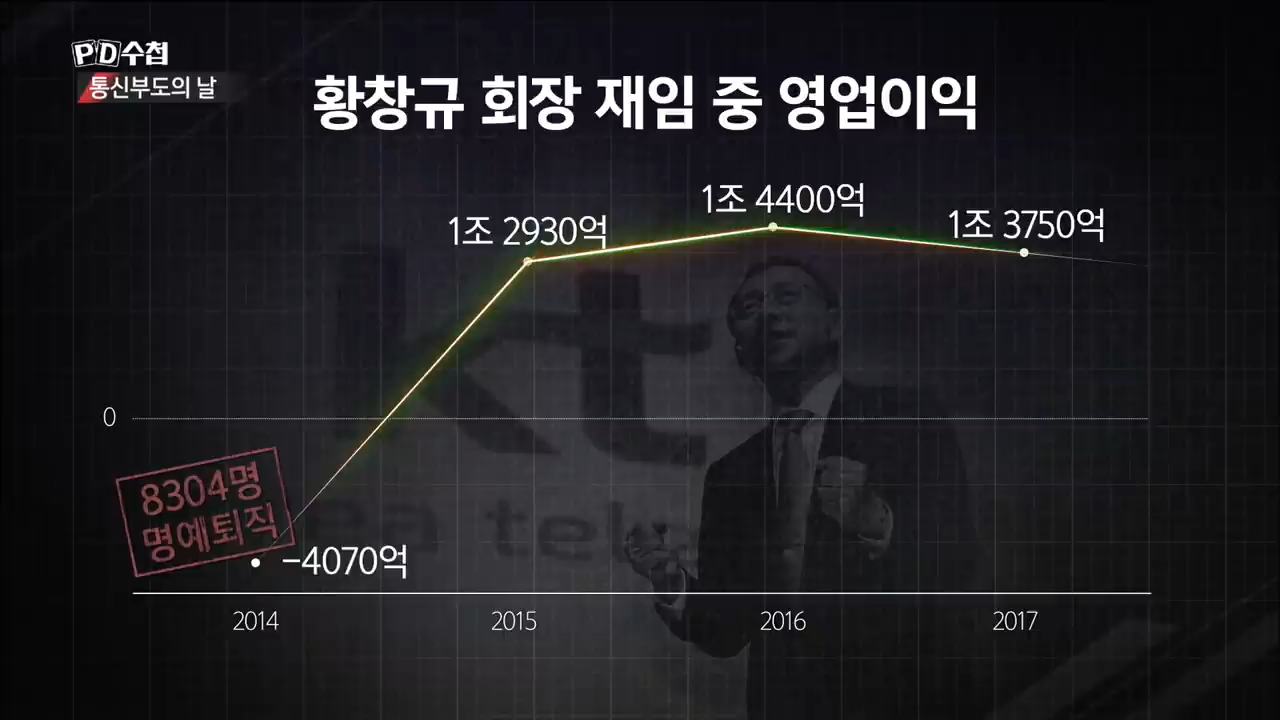 PD수첩
통신부도의 날
황창규 회장 재임 중 영업이익
1조 2930억
1조 4400억
1조 3750억
kt
0
8304명
명예퇴직
-4070억
ea tele
2014
2015
2016
2017